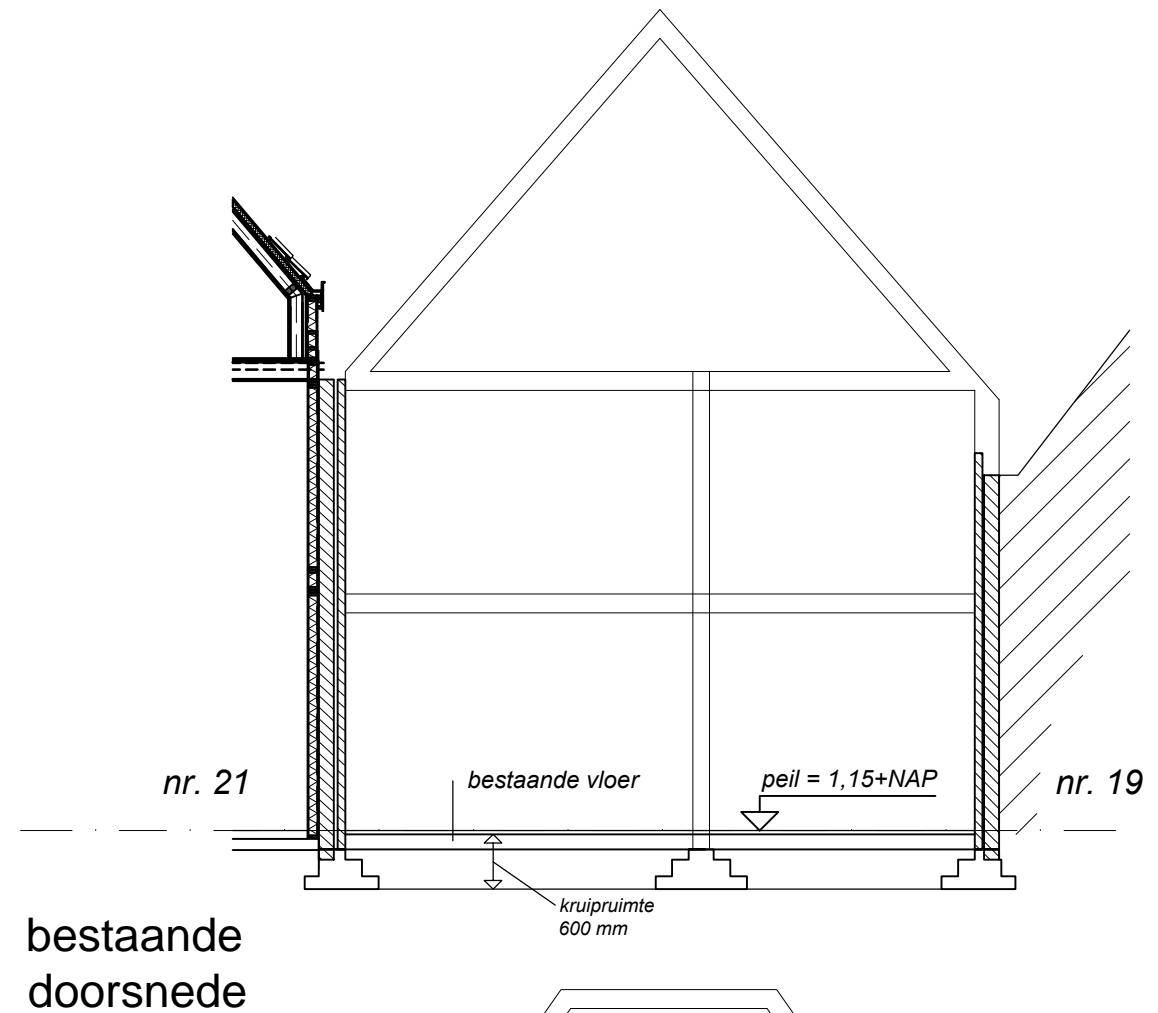 nr. 21
bestaande vloer
peil = 1,15+NAP
nr. 19
kruipruimte
600 mm
bestaande
doorsnede